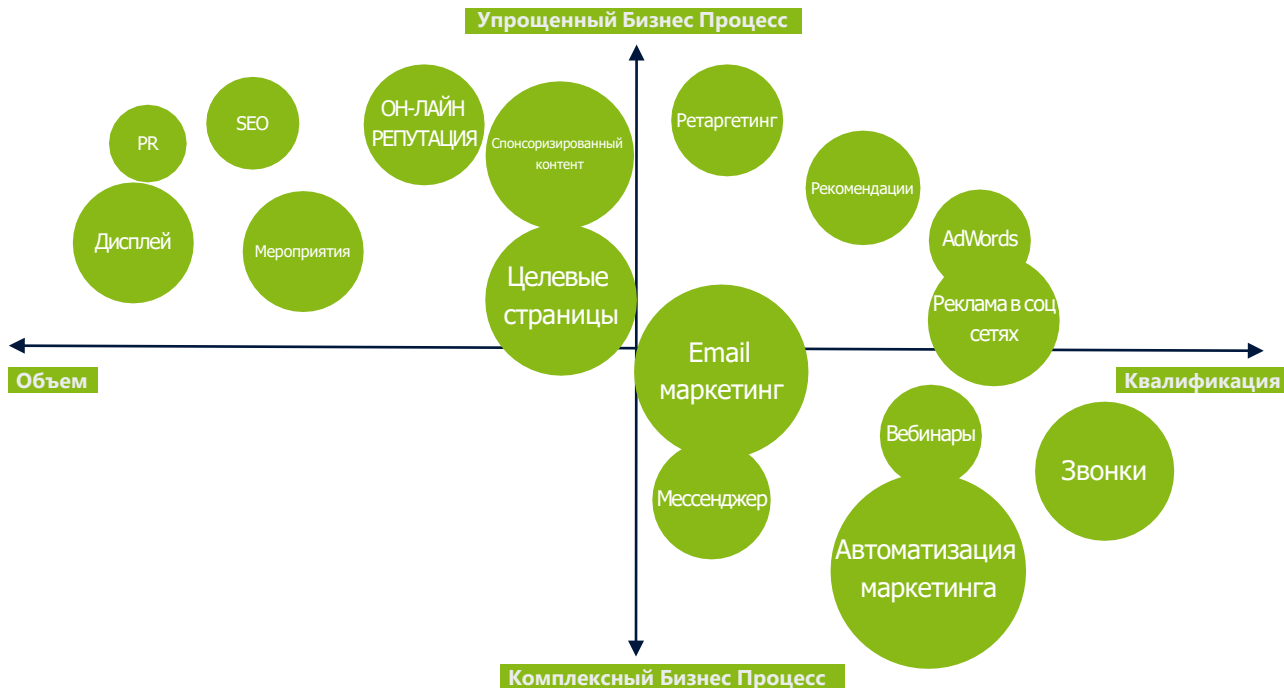 Упрощенный Бизнес Процесс
PR
SEO
ОН-ЛАЙН
РЕПУТАЦИЯ
Спонсоризированный
контент
Ретаргетинг
Рекомендации
Дисплей
Мероприятия
Целевые
страницы
AdWords
Реклама в соц
сетях
Email
маркетинг
Объем
Квалификация
Вебинары
Звонки
Мессенджер
Автоматизация
маркетинга
Комплексный Бизнес Процесс